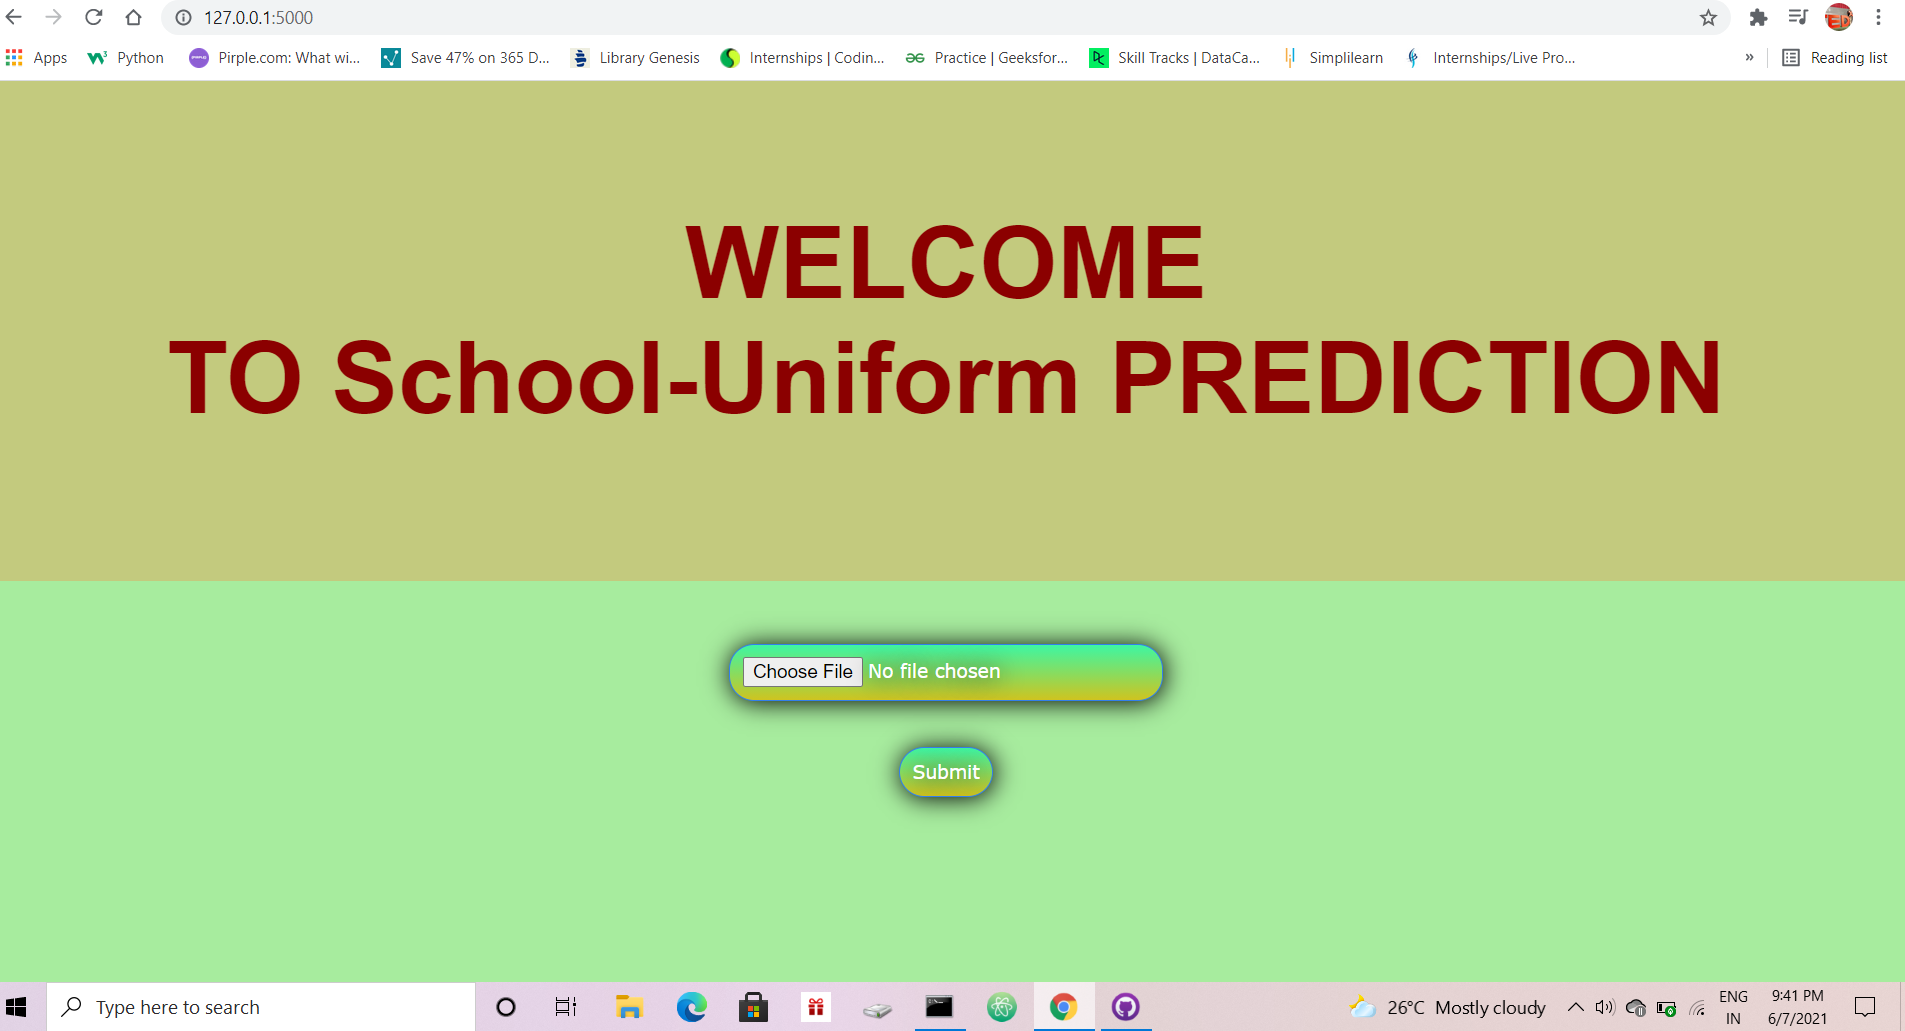 127.0.0.1:5000
Apps Python Pirple.com: What wi... Save 47% on 365 D... Library Genesis Internships | Codin... Practice | Geeksfor... Skill Tracks | DataCa... Simplilearn Internships/Live Pro... » Reading list
WELCOME
TO School-Uniform PREDICTION
Choose File No file chosen
Submit
Type here to search
26°C Mostly cloudy
ENG
IN
9:41 PM
6/7/2021